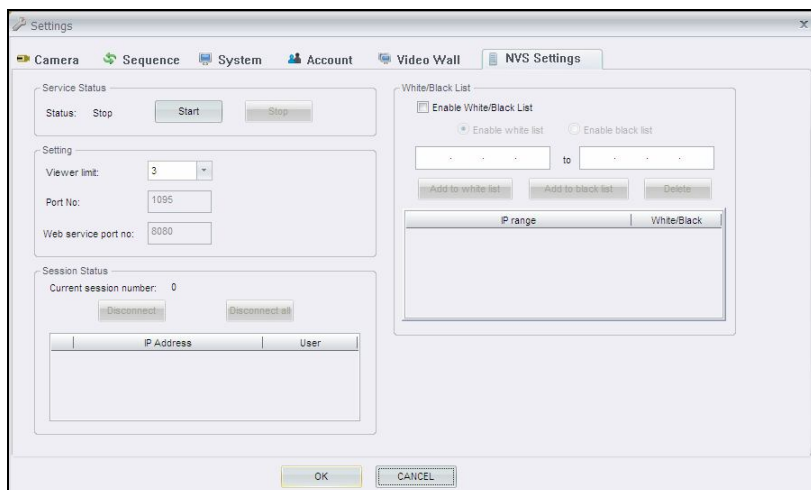 Settings
x
Camera Sequence System Account Video Wall NVS Settings
Service Status
Status: Stop Start Stop
Setting
Viewer limit: 3
Port No: 1095
Web service port no: 8080
Session Status
Current session number: 0
Disconnect Disconnect all
IP Address User
White/Black List
Enable White/Black List
Enable white list Enable black list
to
Add to white list Add to black list Delete
IP range White/Black
OK CANCEL